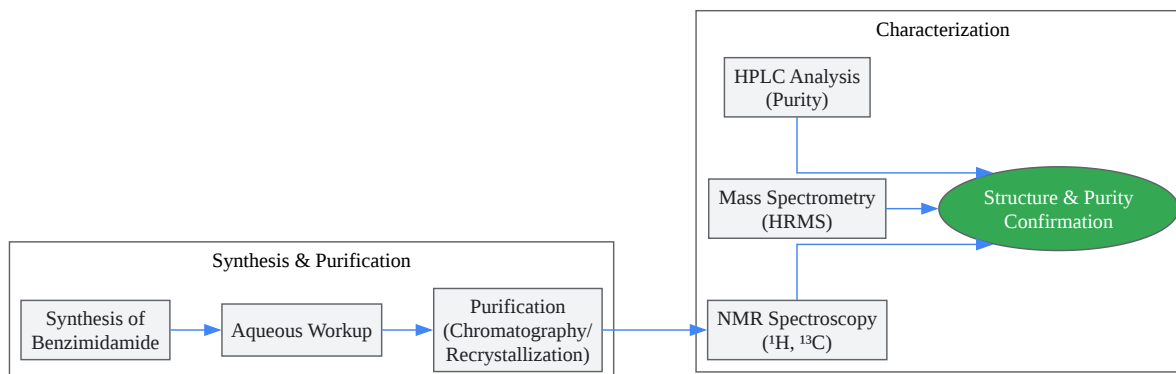 Characterization
HPLC Analysis
(Purity)
Mass Spectrometry
(HRMS)
Structure & Purity
Confirmation
Synthesis & Purification
Synthesis of
Benzimidamide
Aqueous Workup
Purification
(Chromatography/
Recrystallization)
NMR Spectroscopy
(¹H, ¹³C)